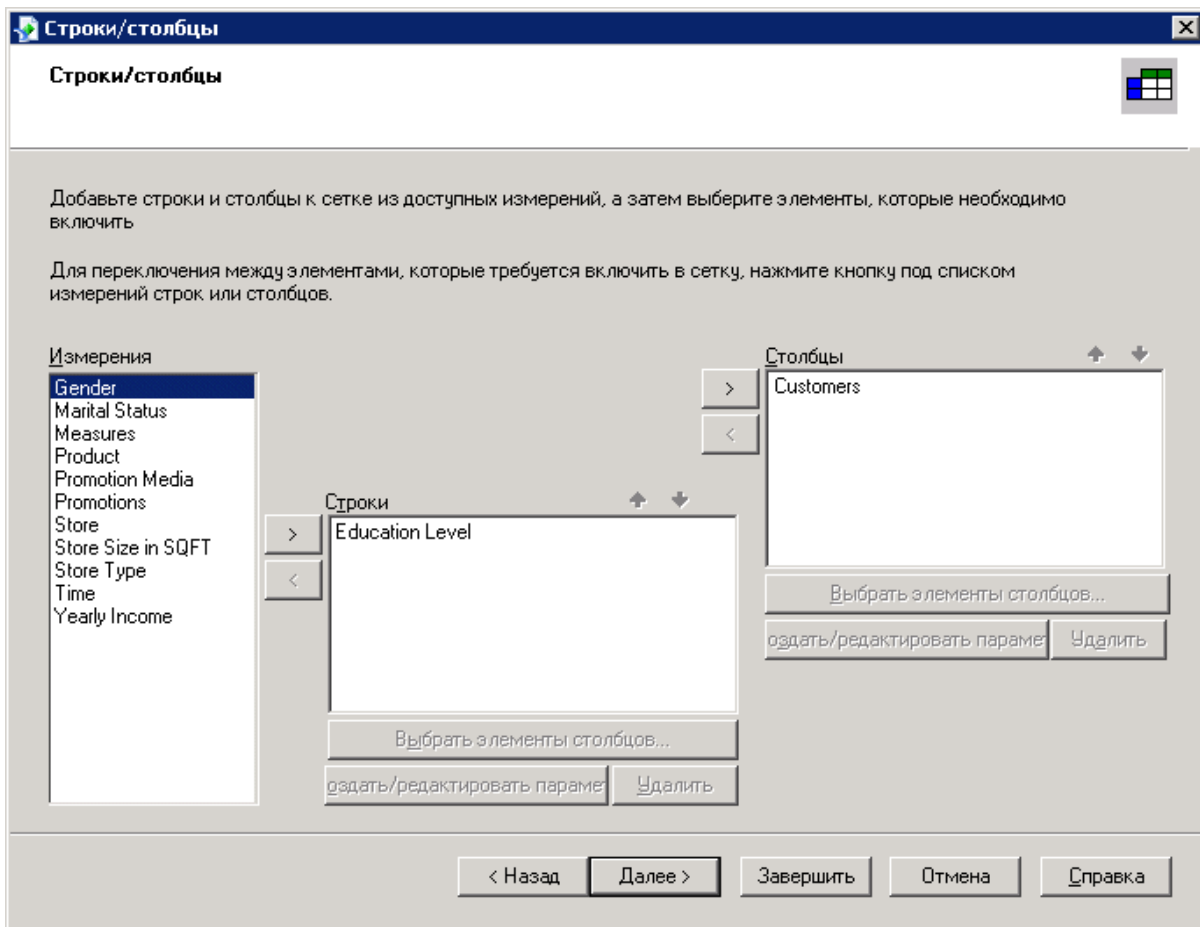 Строки/столбцы
Строки/столбцы
Добавьте строки и столбцы к сетке из доступных измерений, а затем выберите элементы, которые необходимо
включить
Для переключения между элементами, которые требуется включить в сетку, нажмите кнопку под списком
измерений строк или столбцов.
Измерения
Gender
Marital Status
Measures
Product
Promotion Media
Promotions
Store
Store Size in SQFT
Store Type
Time
Yearly Income
>
<
Строки
Education Level
Выбрать элементы столбцов...
оздать/редактировать парамет
Удалить
>
<
Столбцы
Customers
Выбрать элементы столбцов...
оздать/редактировать парамет
Удалить
< Назад
Далее >
Завершить
Отмена
Справка